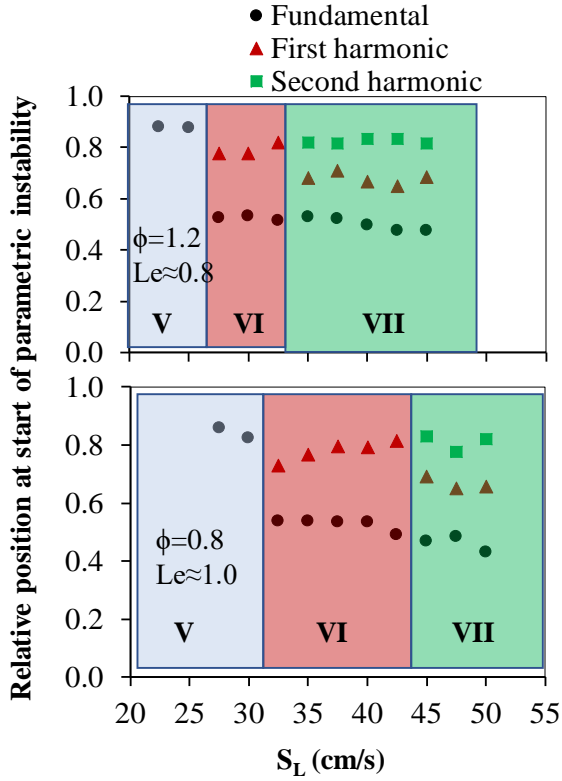 Fundamental
First harmonic
Second harmonic
Relative position at start of parametric instability
1.0
0.8
0.6
0.4
0.2
0.0
ϕ=1.2
Le≈0.8
V
VI
VII
1.0
0.8
0.6
0.4
0.2
0.0
ϕ=0.8
Le≈1.0
V
VI
VII
20 25 30 35 40 45 50 55
S_L (cm/s)